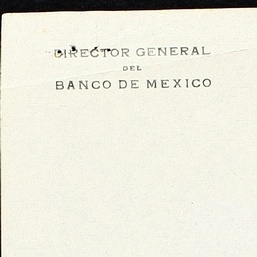 DIRECTOR GENERAL
DEL
BANCO DE MEXICO